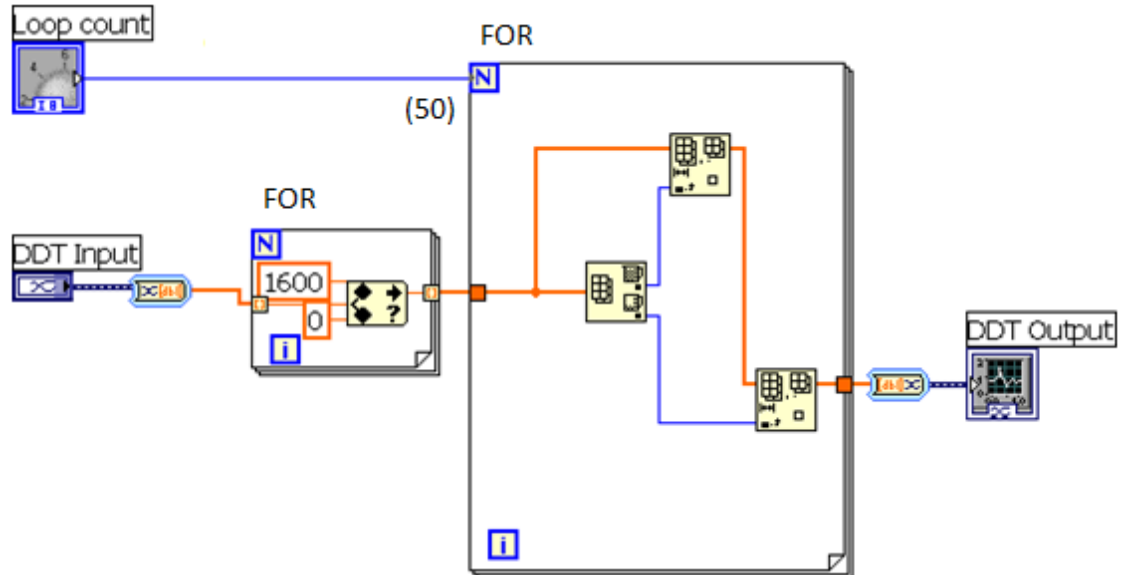 Loop count
FOR
N
(50)
FOR
DDT Input
N
1600
0
?
i
DDT Output
i